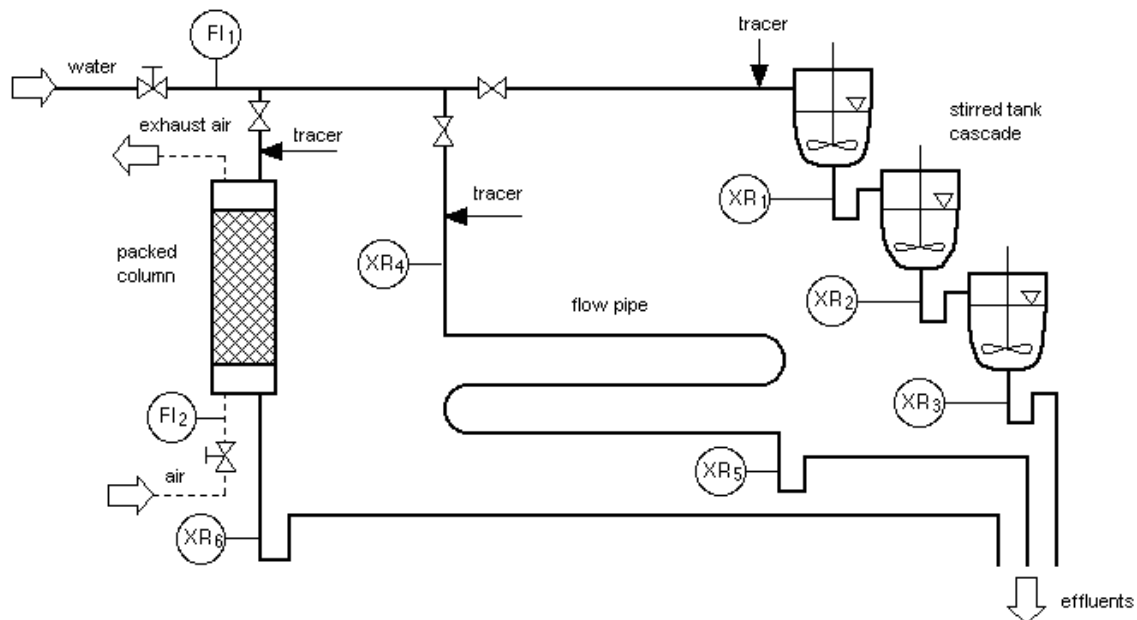 tracer
FI1
water
exhaust air
tracer
stirred tank
cascade
XR1
tracer
packed
column
XR4
XR2
flow pipe
FI2
XR3
air
XR5
XR6
effluents